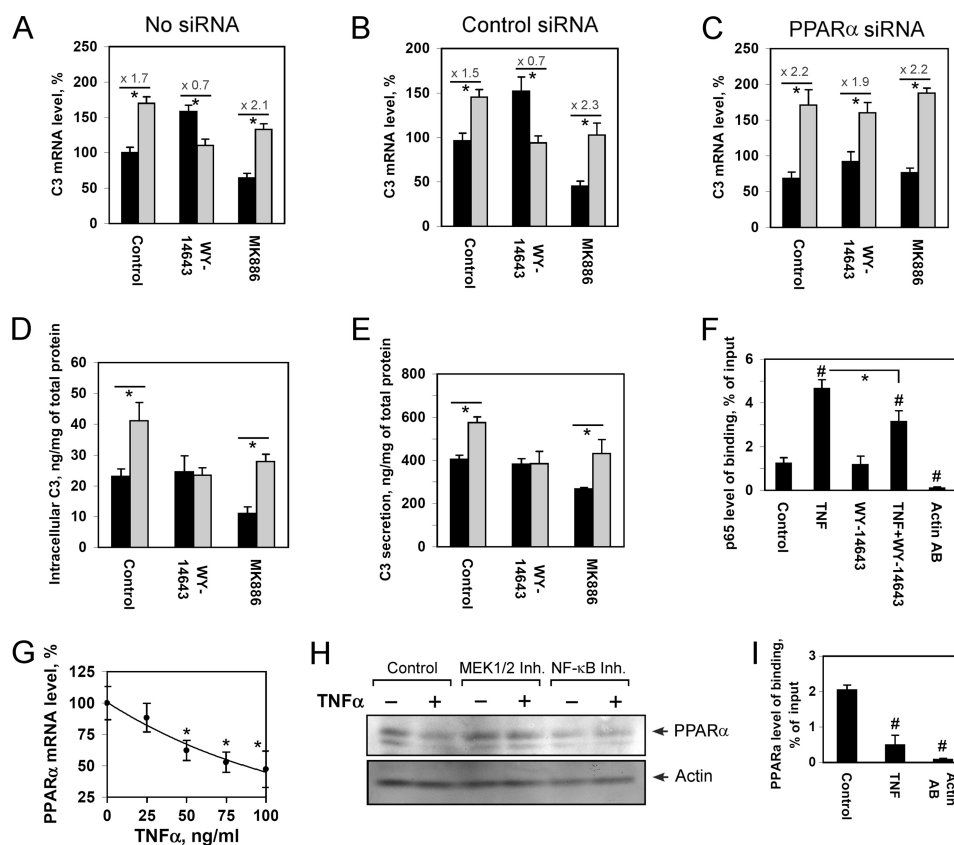 A
No siRNA
C3 mRNA level, %
250
200
150
100
50
0
x 1.7
*
x 0.7
*
x 2.1
*
Control
WY-
14643
MK886
B
Control siRNA
C3 mRNA level, %
200
150
100
50
0
x 1.5
*
x 0.7
*
x 2.3
*
Control
WY-
14643
MK886
C
PPARα siRNA
C3 mRNA level, %
250
200
150
100
50
0
x 2.2
*
x 1.9
*
x 2.2
*
Control
WY-
14643
MK886
D
Intracellular C3, ng/mg of total protein
60
50
40
30
20
10
0
*
*
Control
WY-
14643
MK886
E
C3 secretion, ng/mg of total protein
800
600
400
200
0
*
*
Control
WY-
14643
MK886
F
p65 level of binding, % of input
6
4
2
0
#
*
#
#
Control
TNF
WY-14643
TNF+WY-14643
Actin AB
G
PPARα mRNA level, %
125
100
75
50
25
* * *
0 25 50 75 100
TNFα, ng/ml
H
Control MEK1/2 Inh. NF-κB Inh.
TNFα – + – + – +
PPARα
Actin
I
PPARa level of binding,
% of input
3
2
1
0
#
#
Control
TNF
Actin
AB